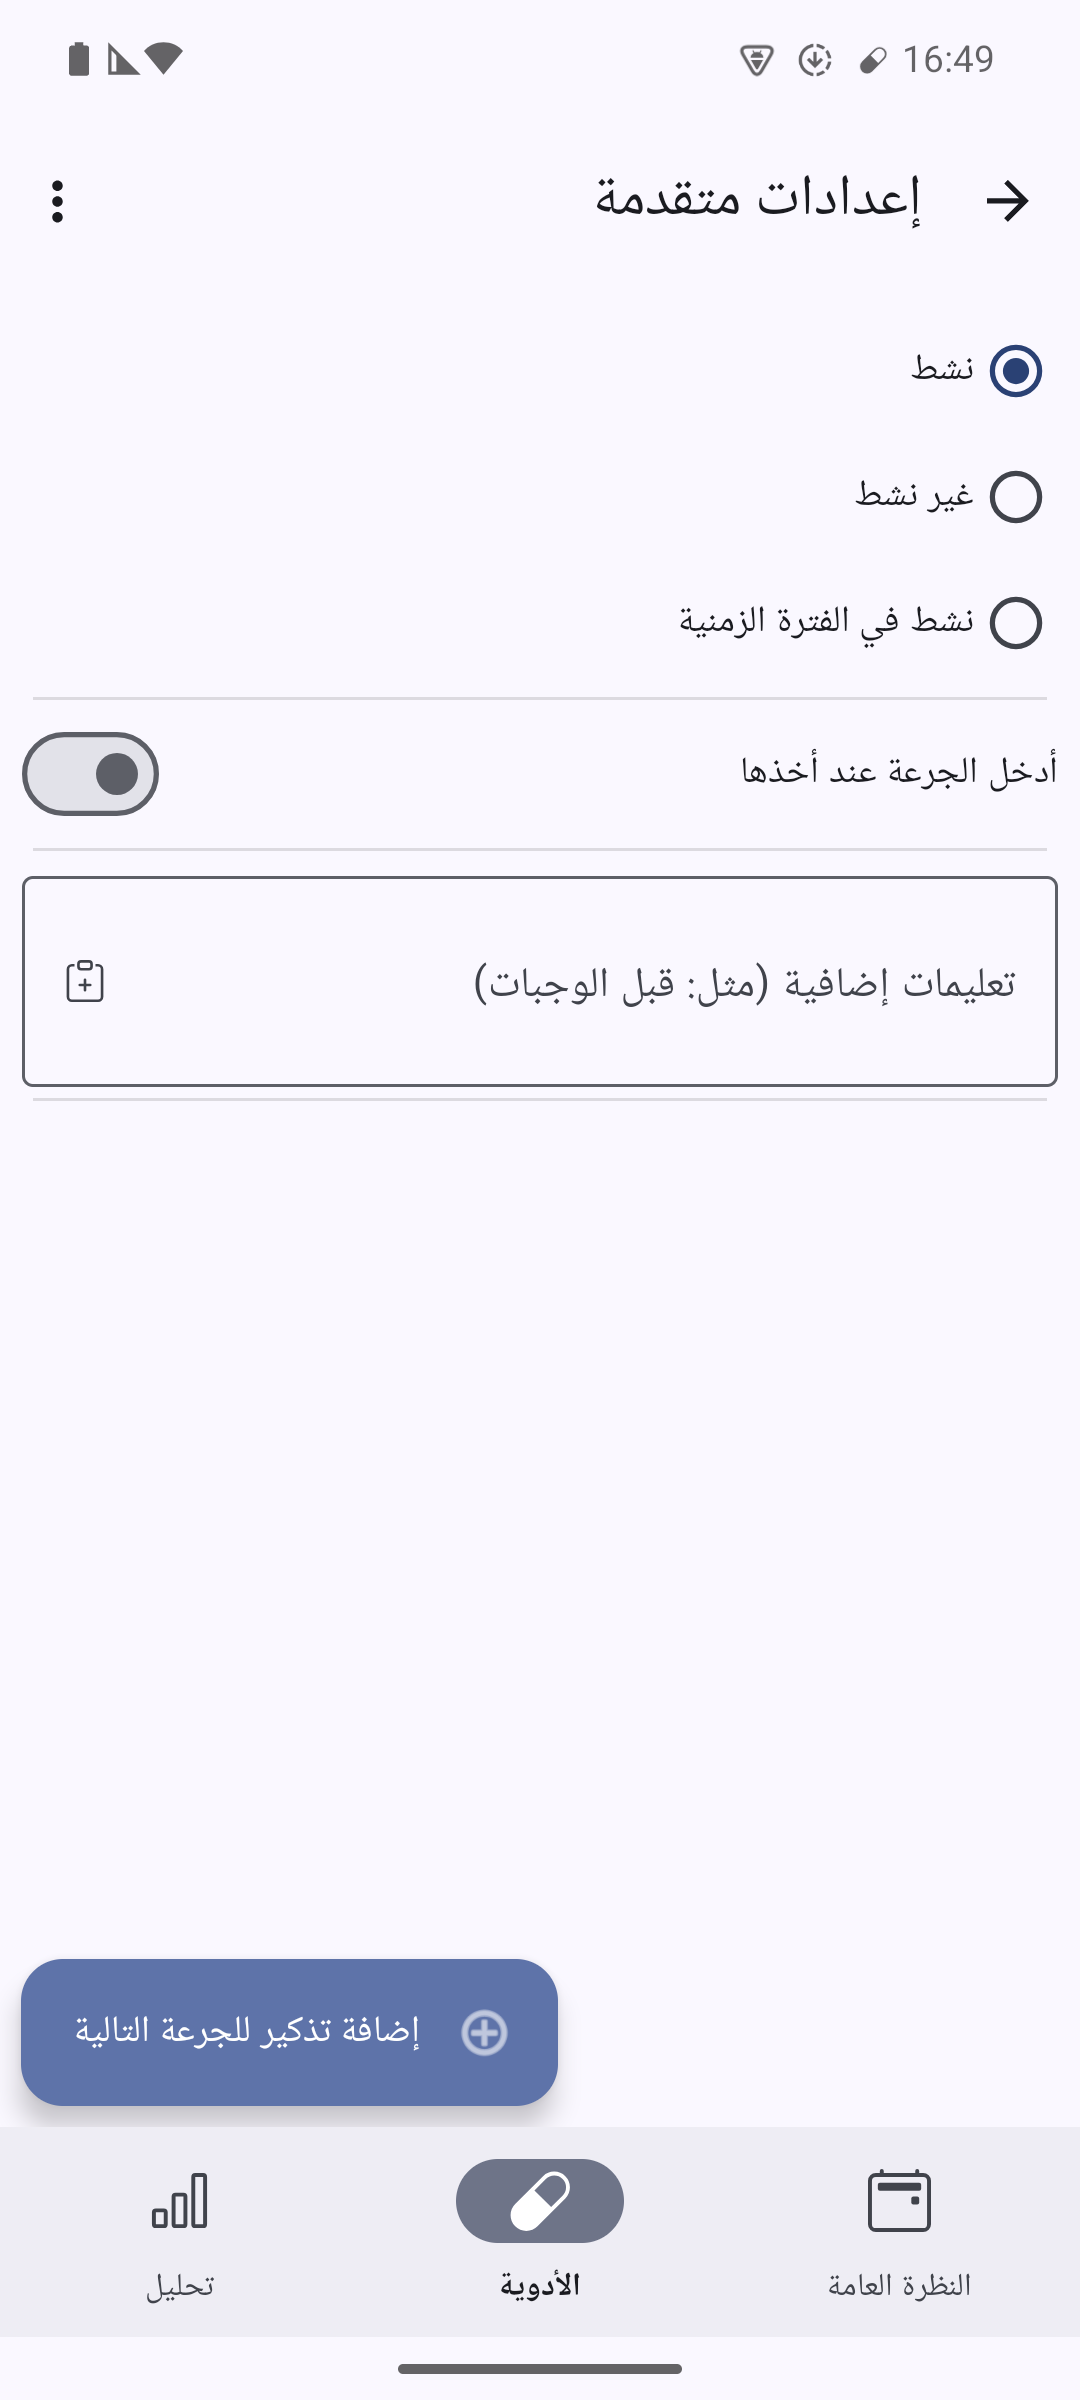 16:49
إعدادات متقدمة
نشط
غير نشط
نشط في الفترة الزمنية
أدخل الجرعة عند أخذها
تعليمات إضافية (مثل: قبل الوجبات)
إضافة تذكير للجرعة التالية
النظرة العامة
الأدوية
تحليل